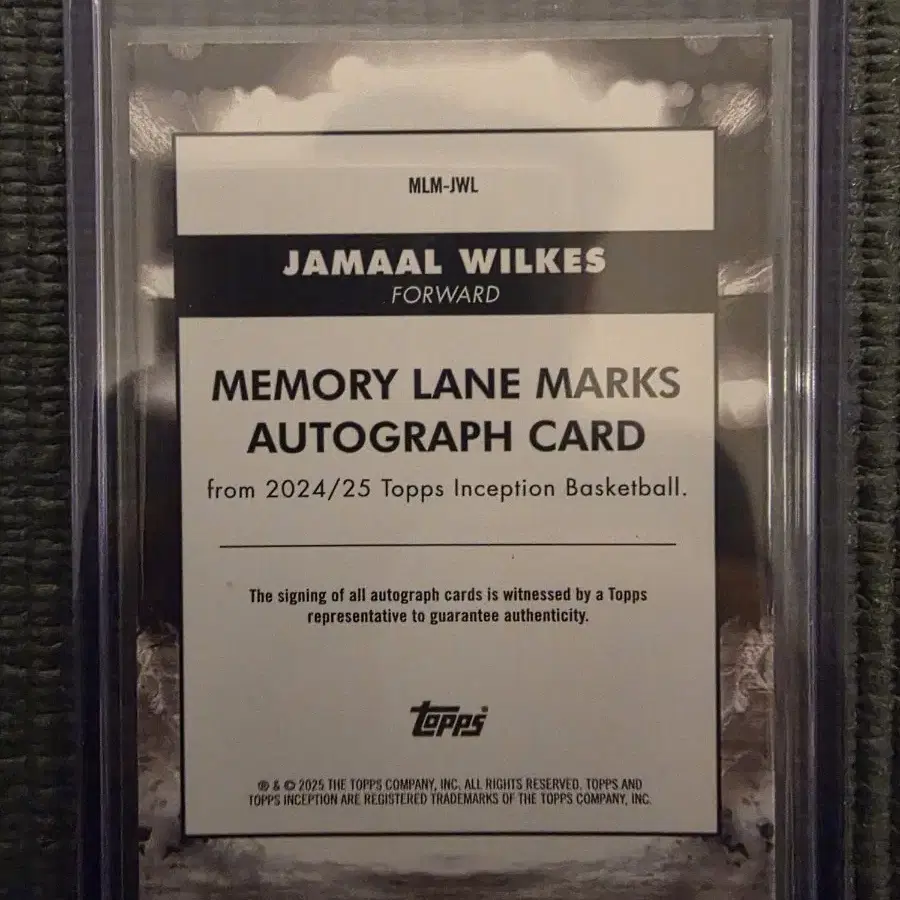 MLM-JWL
JAMAAL WILKES
FORWARD
MEMORY LANE MARKS
AUTOGRAPH CARD
from 2024/25 Topps Inception Basketball.
The signing of all autograph cards is witnessed by a Topps
representative to guarantee authenticity.
topps®
® & © 2025 THE TOPPS COMPANY, INC. ALL RIGHTS RESERVED. TOPPS AND
TOPPS INCEPTION ARE REGISTERED TRADEMARKS OF THE TOPPS COMPANY, INC.